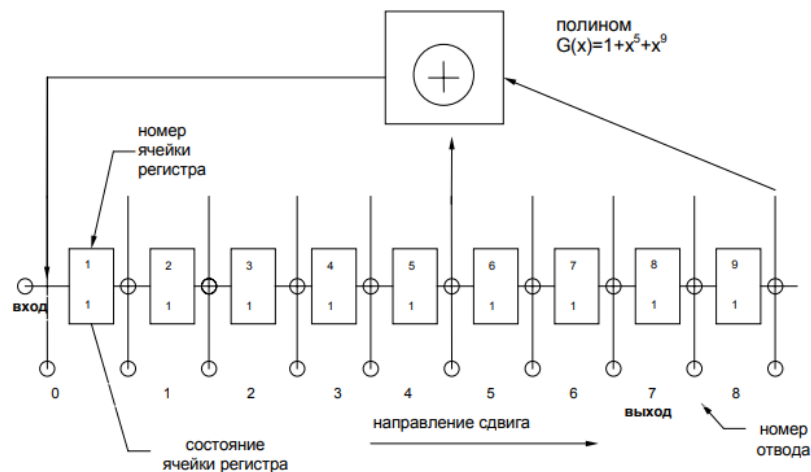 полином
G(x)=1+x⁵+x⁹
номер
ячейки
регистра
1 2 3 4 5 6 7 8 9
1 1 1 1 1 1 1 1 1
вход
0 1 2 3 4 5 6 7 8
выход
направление сдвига
номер
отвода
состояние
ячейки регистра